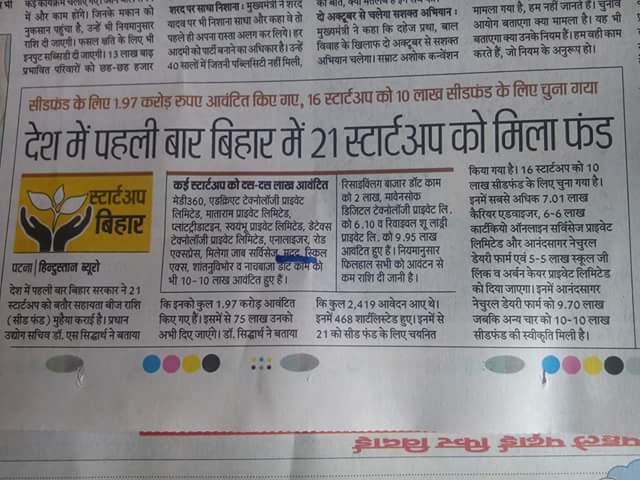 में और काम होंगे। जिनके मकान को
नुकसान पहुंचा है, उन्हें भी नियमानुसार
राशि दी जाएगी। फसल क्षति के लिए भी
इनपुट सब्सिडी दी जाएगी। 13 लाख बाढ़
प्रभावित परिवारों को छह-छह हजार
शरद पर साधा निशाना: मुख्यमंत्री ने शरद
यादव पर भी निशाना साधा और कहा वे तो
पहले ही अपना रास्ता अलग कर लिये। हर
आदमी को पार्टी बनाने का अधिकार है। उन्हें
40 सालों में जितनी पब्लिसिटी नहीं मिली,
दो अक्टूबर से चलेगा सशक्त अभियान:
मुख्यमंत्री ने कहा कि दहेज प्रथा, बाल
विवाह के खिलाफ दो अक्टूबर से सशक्त
अभियान चलेगा। सम्राट अशोक कन्वेंशन
मामला गया है, हम नहीं जानते हैं। चुनाव
आयोग बताएगा क्या मामला है। यह भी
बताएगा क्या उनके नियम हैं। हम वही काम
करते हैं, जो नियम के अनुरूप हो।
सीडफंड के लिए 1.97 करोड़ रुपए आवंटित किए गए, 16 स्टार्टअप को 10 लाख सीडफंड के लिए चुना गया
देश में पहली बार बिहार में 21 स्टार्टअप को मिला फंड
स्टार्टअप
बिहार
पटना | हिन्दुस्तान ब्यूरो
देश में पहली बार बिहार सरकार ने 21
स्टार्टअप को बतौर सहायता बीज राशि
(सीड फंड) मुहैया कराई है। प्रधान
उद्योग सचिव डॉ. एस सिद्धार्थ ने बताया
कई स्टार्टअप को दस-दस लाख आवंटित
मेडी360, एडक्रिप्ट टेक्नोलॉजी प्राइवेट
लिमिटेड, माताराम प्राइवेट लिमिटेड,
प्लाट्रीडाटाइन, स्वयंभू प्राइवेट लिमिटेड, डेटेक्स
टेक्नोलॉजी प्राइवेट लिमिटेड, एनालाइजर, रोड
एक्सप्रेस, मिलेगा जाब सर्विसेज, मदद, स्किल
एक्स, शांतनुविभोर व नाचबाजा डॉट काम को
भी 10-10 लाख आवंटित हुए हैं।
रिसाइक्लिंग बाजार डॉट काम
को 2 लाख, मावेनसोक
डिजिटल टेक्नोलॉजी प्राइवेट लि.
को 6.10 व रिवाइवल शू लांड्री
प्राइवेट लि. को 9.95 लाख
आवंटित हुए हैं। नियमानुसार
फिलहाल सभी को आवंटन से
कम राशि दी जानी है।
कि इनको कुल 1.97 करोड़ आवंटित
किए गए हैं। इसमें से 75 लाख उनको
अभी दिए जाएंगे। डॉ. सिद्धार्थ ने बताया
कि कुल 2,419 आवेदन आए थे।
इनमें 468 शार्टलिस्टेड हुए। इनमें से
21 को सीड फंड के लिए चयनित
किया गया है। 16 स्टार्टअप को 10
लाख सीडफंड के लिए चुना गया है।
इनमें सबसे अधिक 7.01 लाख
कैरियर एडवाइजर, 6-6 लाख
कार्टकियो ऑनलाइन सर्विसेज प्राइवेट
लिमिटेड और आनंदसागर नेचुरल
डेयरी फार्म एवं 5-5 लाख स्कूल जी
लिंक व अर्बन केयर प्राइवेट लिमिटेड
को दिया जाएगा। इनमें आनंदसागर
नेचुरल डेयरी फार्म को 9.70 लाख
जबकि अन्य चार को 10-10 लाख
सीडफंड की स्वीकृति मिली है।